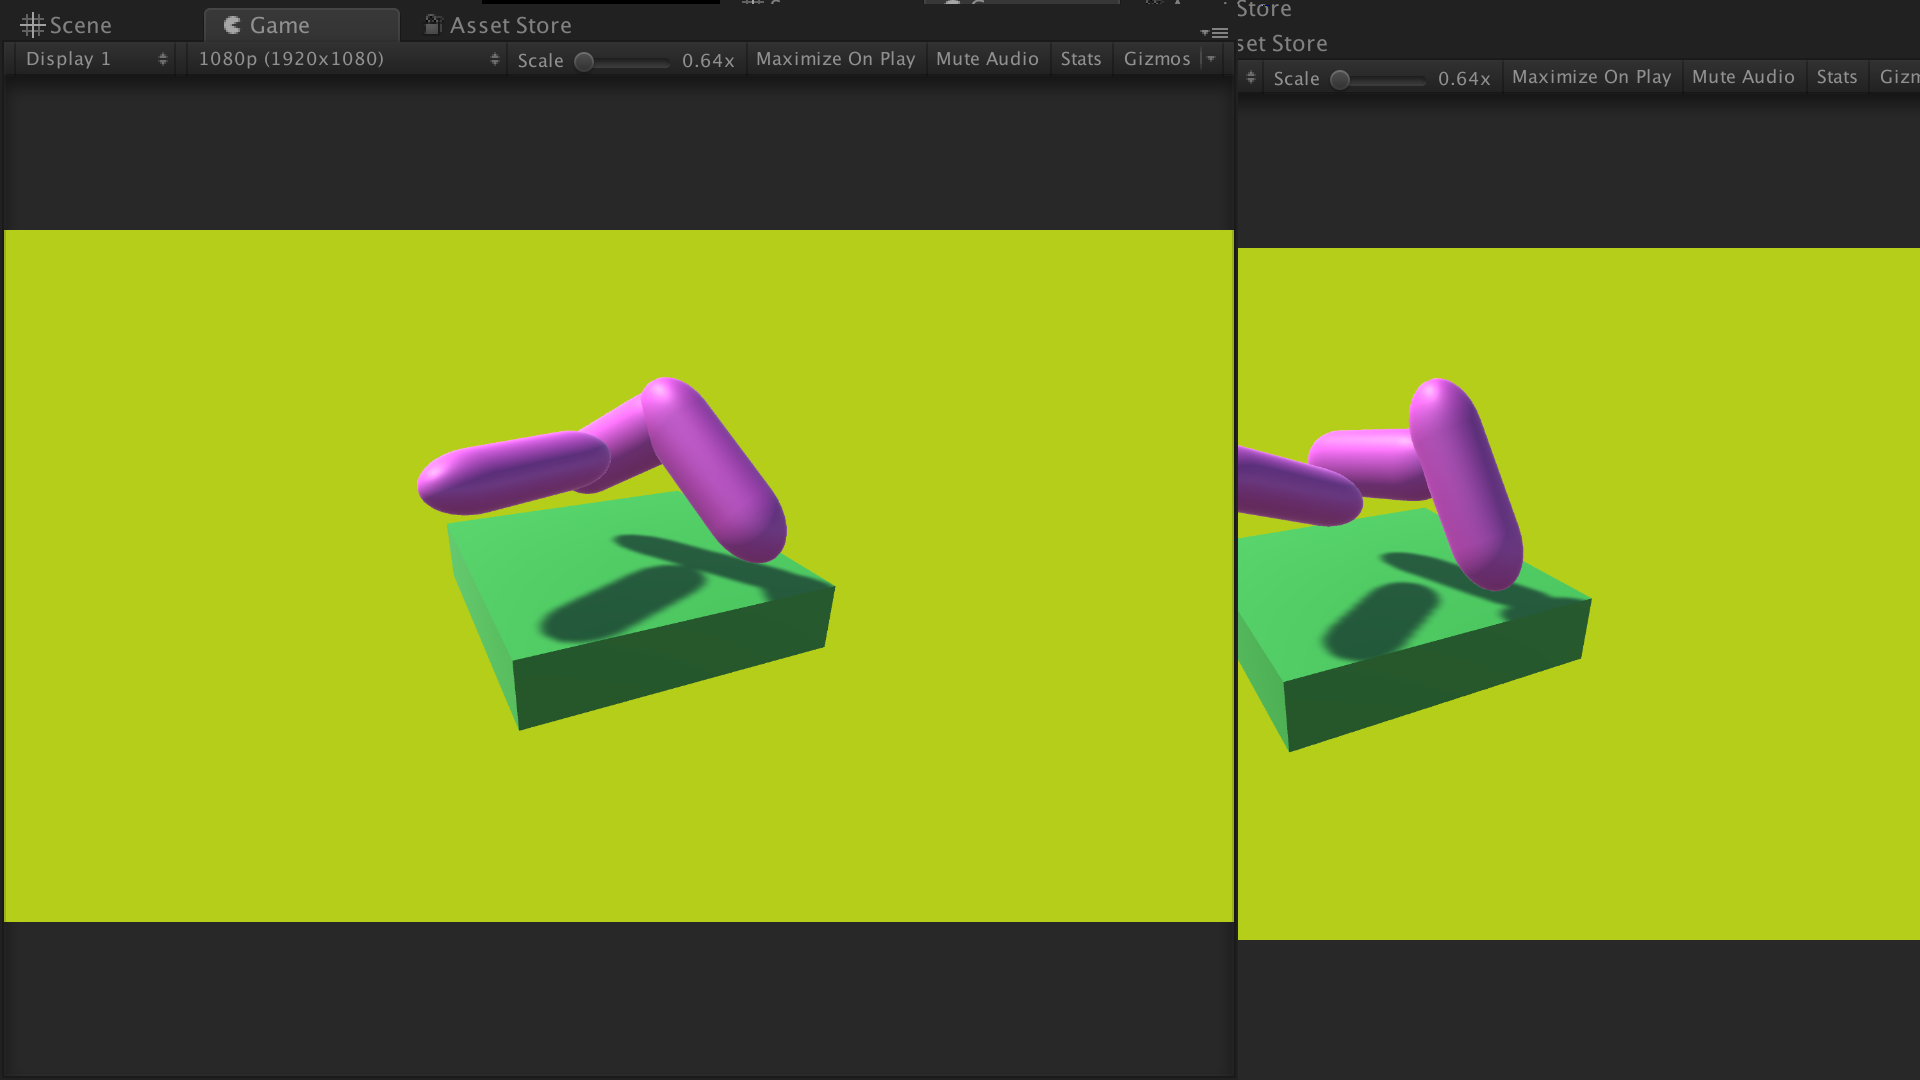 Scene Game Asset Store
Display 1 1080p (1920x1080) Scale 0.64x Maximize On Play Mute Audio Stats Gizmos
Store
set Store
Scale 0.64x Maximize On Play Mute Audio Stats Gizm